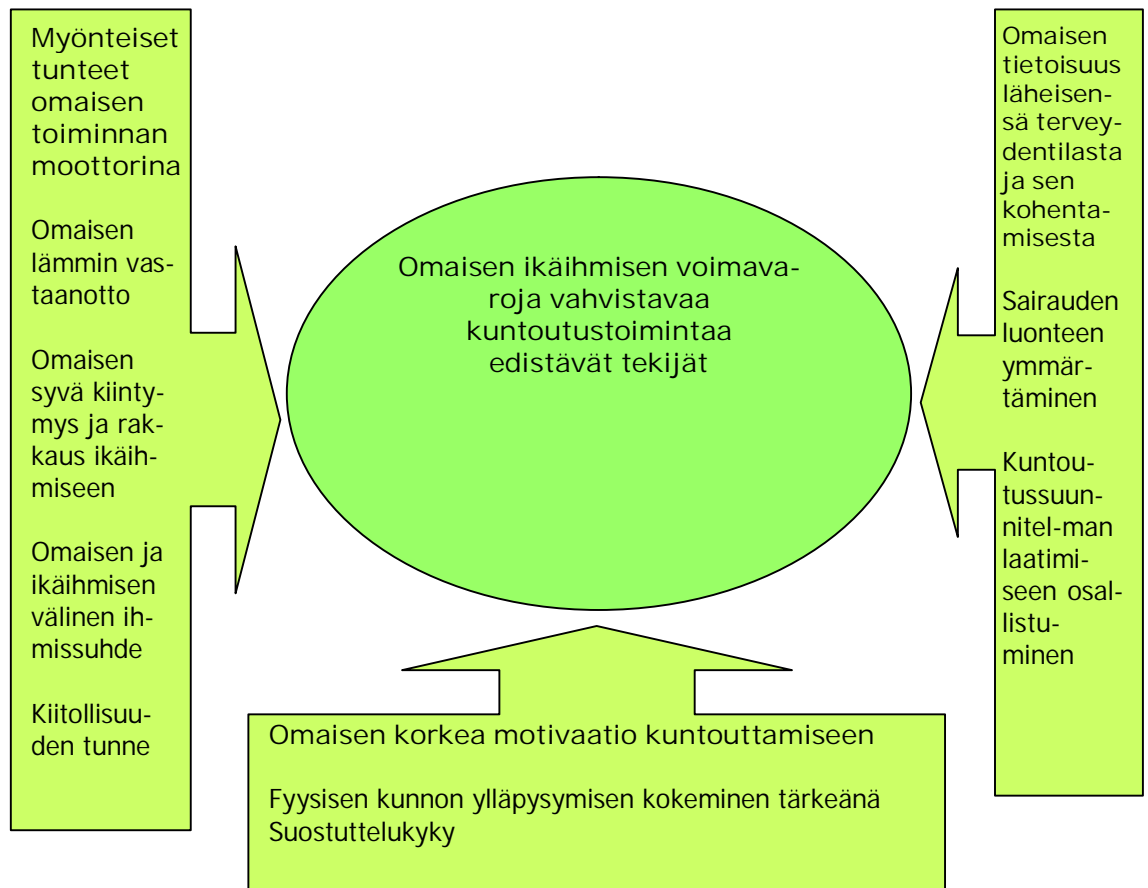 Myönteiset
tunteet
omaisen
toiminnan
moottorina
Omaisen
lämmin vas-
taanotto
Omaisen
syvä kiinty-
mys ja rak-
kaus ikäih-
miseen
Omaisen ja
ikäihmisen
välinen ih-
missuhde
Kiitollisuu-
den tunne
Omaisen ikäihmisen voimava-
roja vahvistavaa
kuntoutustoimintaa
edistävät tekijät
Omaisen
tietoisuus
läheisen-
sä tervey-
dentilasta
ja sen
kohenta-
misesta
Sairauden
luonteen
ymmär-
täminen
Kuntou-
tussuun-
nitel-man
laatimi-
seen osal-
listu-
minen
Omaisen korkea motivaatio kuntouttamiseen
Fyysisen kunnon ylläpysymisen kokeminen tärkeänä
Suostuttelukyky